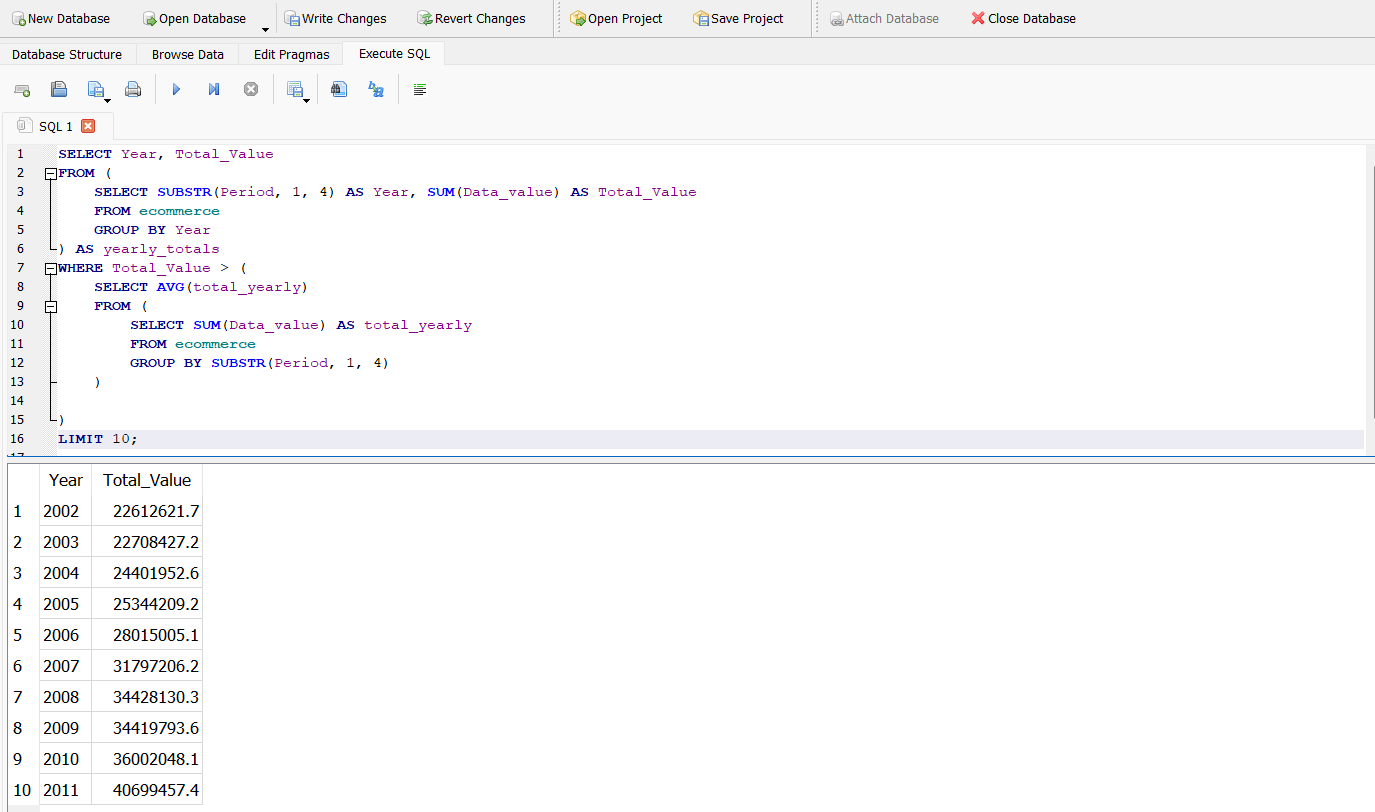 New Database Open Database Write Changes Revert Changes Open Project Save Project Attach Database Close Database
Database Structure Browse Data Edit Pragmas Execute SQL
SQL 1
1 SELECT Year, Total_Value
2 FROM (
3 SELECT SUBSTR(Period, 1, 4) AS Year, SUM(Data_value) AS Total_Value
4 FROM ecommerce
5 GROUP BY Year
6 ) AS yearly_totals
7 WHERE Total_Value > (
8 SELECT AVG(total_yearly)
9 FROM (
10 SELECT SUM(Data_value) AS total_yearly
11 FROM ecommerce
12 GROUP BY SUBSTR(Period, 1, 4)
13 )
14
15 )
16 LIMIT 10;
17
Year Total_Value
1 2002 22612621.7
2 2003 22708427.2
3 2004 24401952.6
4 2005 25344209.2
5 2006 28015005.1
6 2007 31797206.2
7 2008 34428130.3
8 2009 34419793.6
9 2010 36002048.1
10 2011 40699457.4